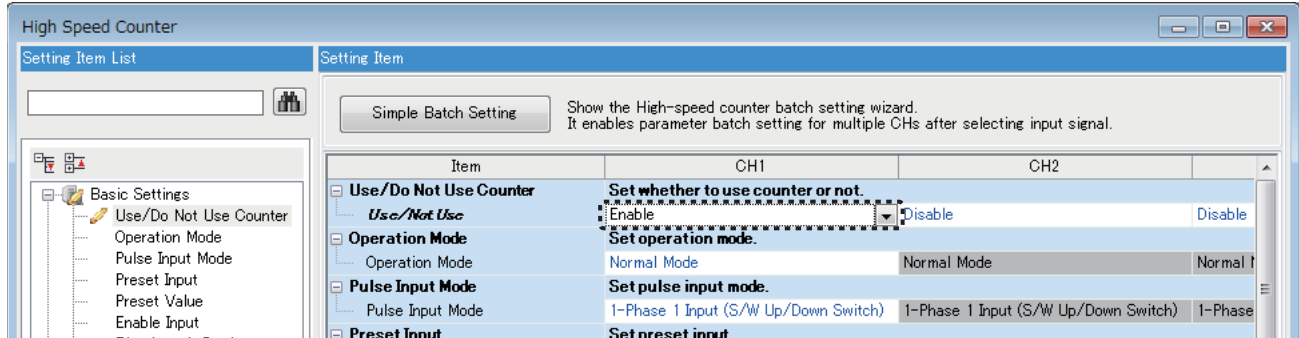 High Speed Counter
Setting Item List
Setting Item
Simple Batch Setting
Show the High-speed counter batch setting wizard.
It enables parameter batch setting for multiple CHs after selecting input signal.
Basic Settings
Use/Do Not Use Counter
Operation Mode
Pulse Input Mode
Preset Input
Preset Value
Enable Input
Item CH1 CH2
Use/Do Not Use Counter Set whether to use counter or not.
Use/Not Use Enable Disable Disable
Operation Mode Set operation mode.
Operation Mode Normal Mode Normal Mode Normal
Pulse Input Mode Set pulse input mode.
Pulse Input Mode 1-Phase 1 Input (S/W Up/Down Switch) 1-Phase 1 Input (S/W Up/Down Switch) 1-Phase
Preset Input Set preset input